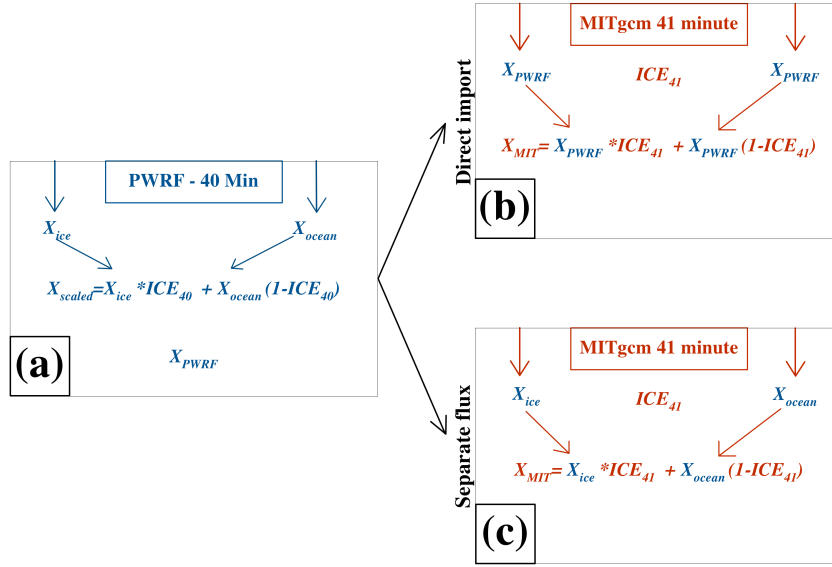 PWRF - 40 Min
X_ice X_ocean
X_scaled=X_ice *ICE_40 + X_ocean (1-ICE_40)
X_PWRF
(a)
Direct import
MITgcm 41 minute
X_PWRF ICE_41 X_PWRF
X_MIT= X_PWRF *ICE_41 + X_PWRF (1-ICE_41)
(b)
Separate flux
MITgcm 41 minute
X_ice ICE_41 X_ocean
X_MIT= X_ice *ICE_41 + X_ocean (1-ICE_41)
(c)